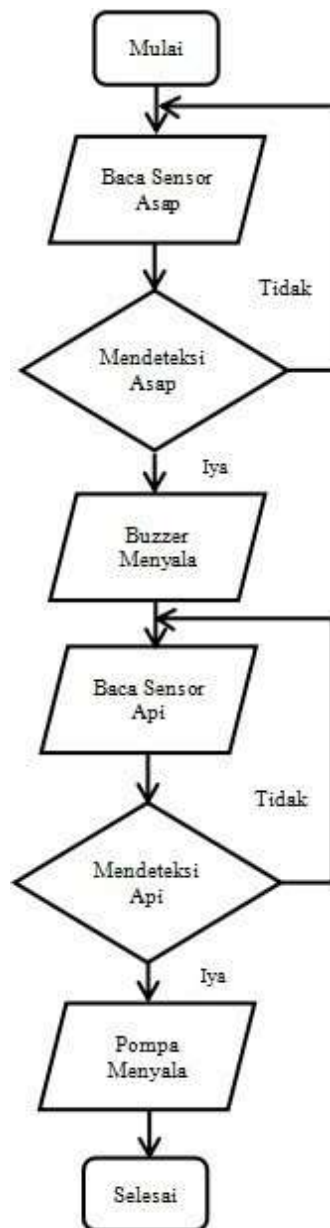 Mulai
Baca Sensor
Asap
Tidak
Mendeteksi
Asap
Iya
Buzzer
Menyala
Baca Sensor
Api
Tidak
Mendeteksi
Api
Iya
Pompa
Menyala
Selesai